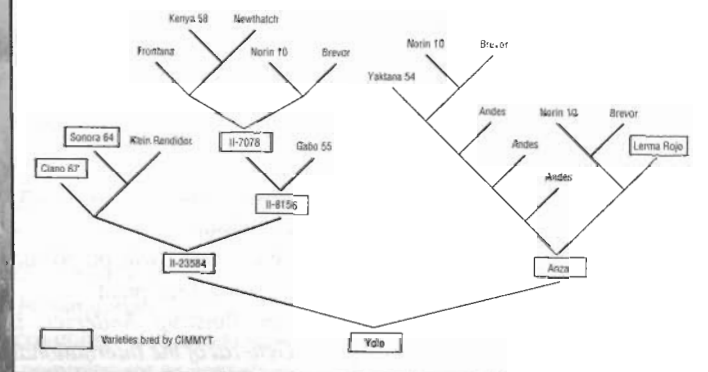 Kenya 58
Newthatch
Frontana
Norin 10
Brevor
Norin 10
Brevor
Yaktana 54
Andes
Norin 10
Brevor
Andes
Andes
Lerma Rojo
Sonora 64
Klein Rendidor
Ciano 67
II-7078
Gabo 55
II-8156
II-23584
Anza
Yolo
Varieties bred by CIMMYT